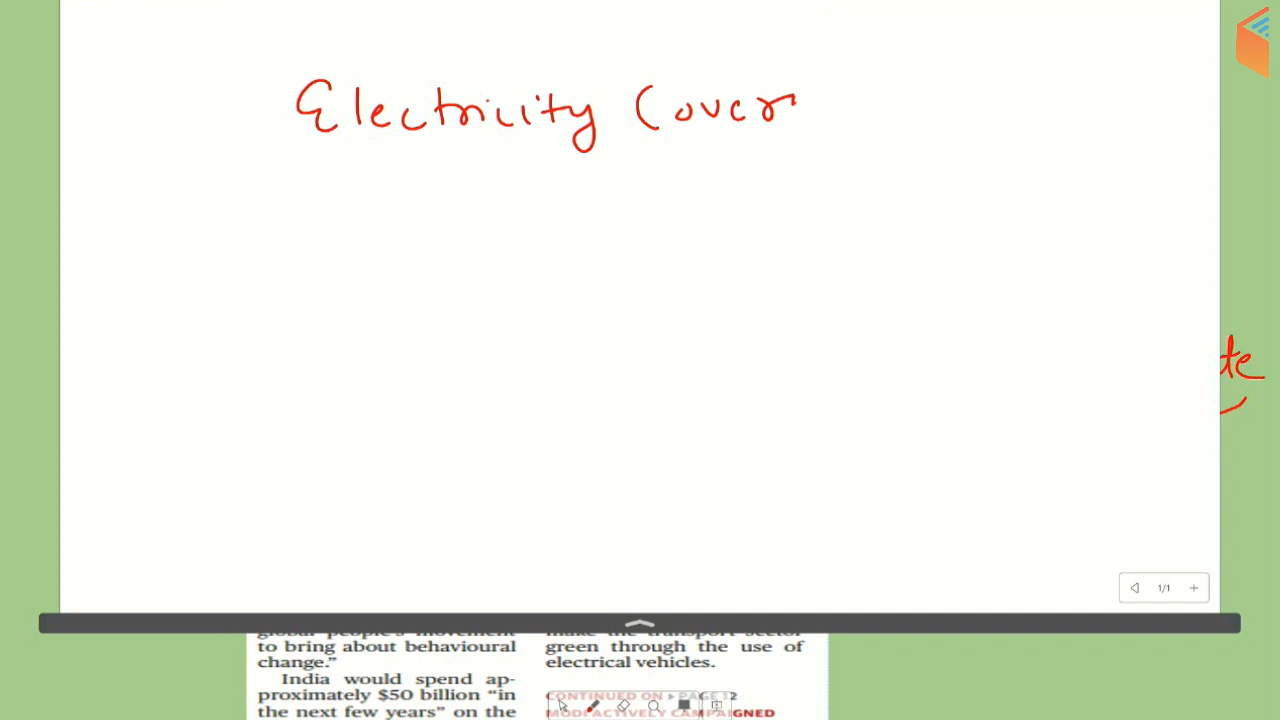 Electricity Cover
te
1/1
global people's movement
to bring about behavioural
change."
India would spend ap-
proximately $50 billion "in
the next few years" on the
make the transport sector
green through the use of
electrical vehicles.
CONTINUED ON ▸ PAGE 12
MODI ACTIVELY CAMPAIGNED